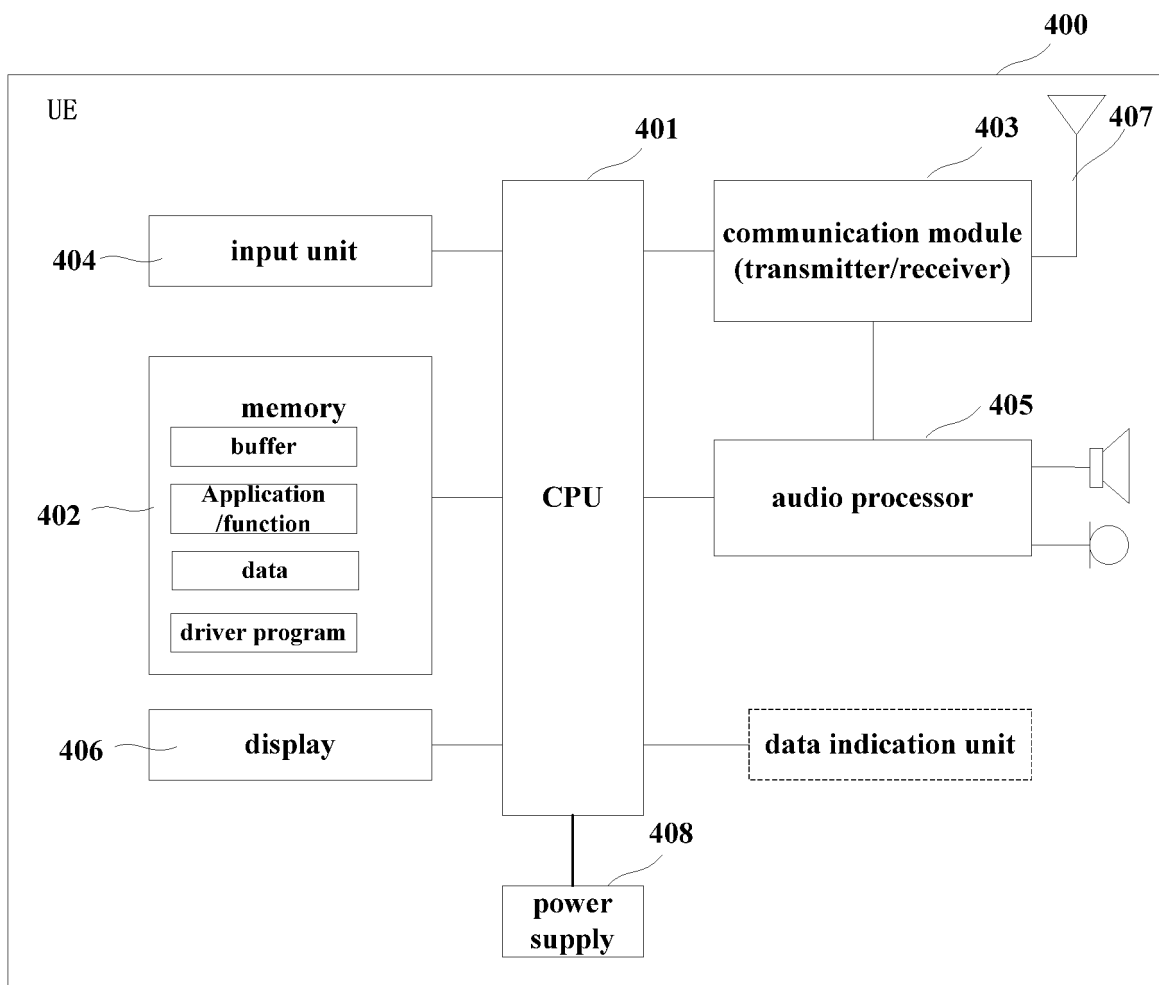 400
UE
401
403
407
404
input unit
communication module
(transmitter/receiver)
402
memory
buffer
Application
/function
data
driver program
CPU
405
audio processor
406
display
data indication unit
408
power
supply